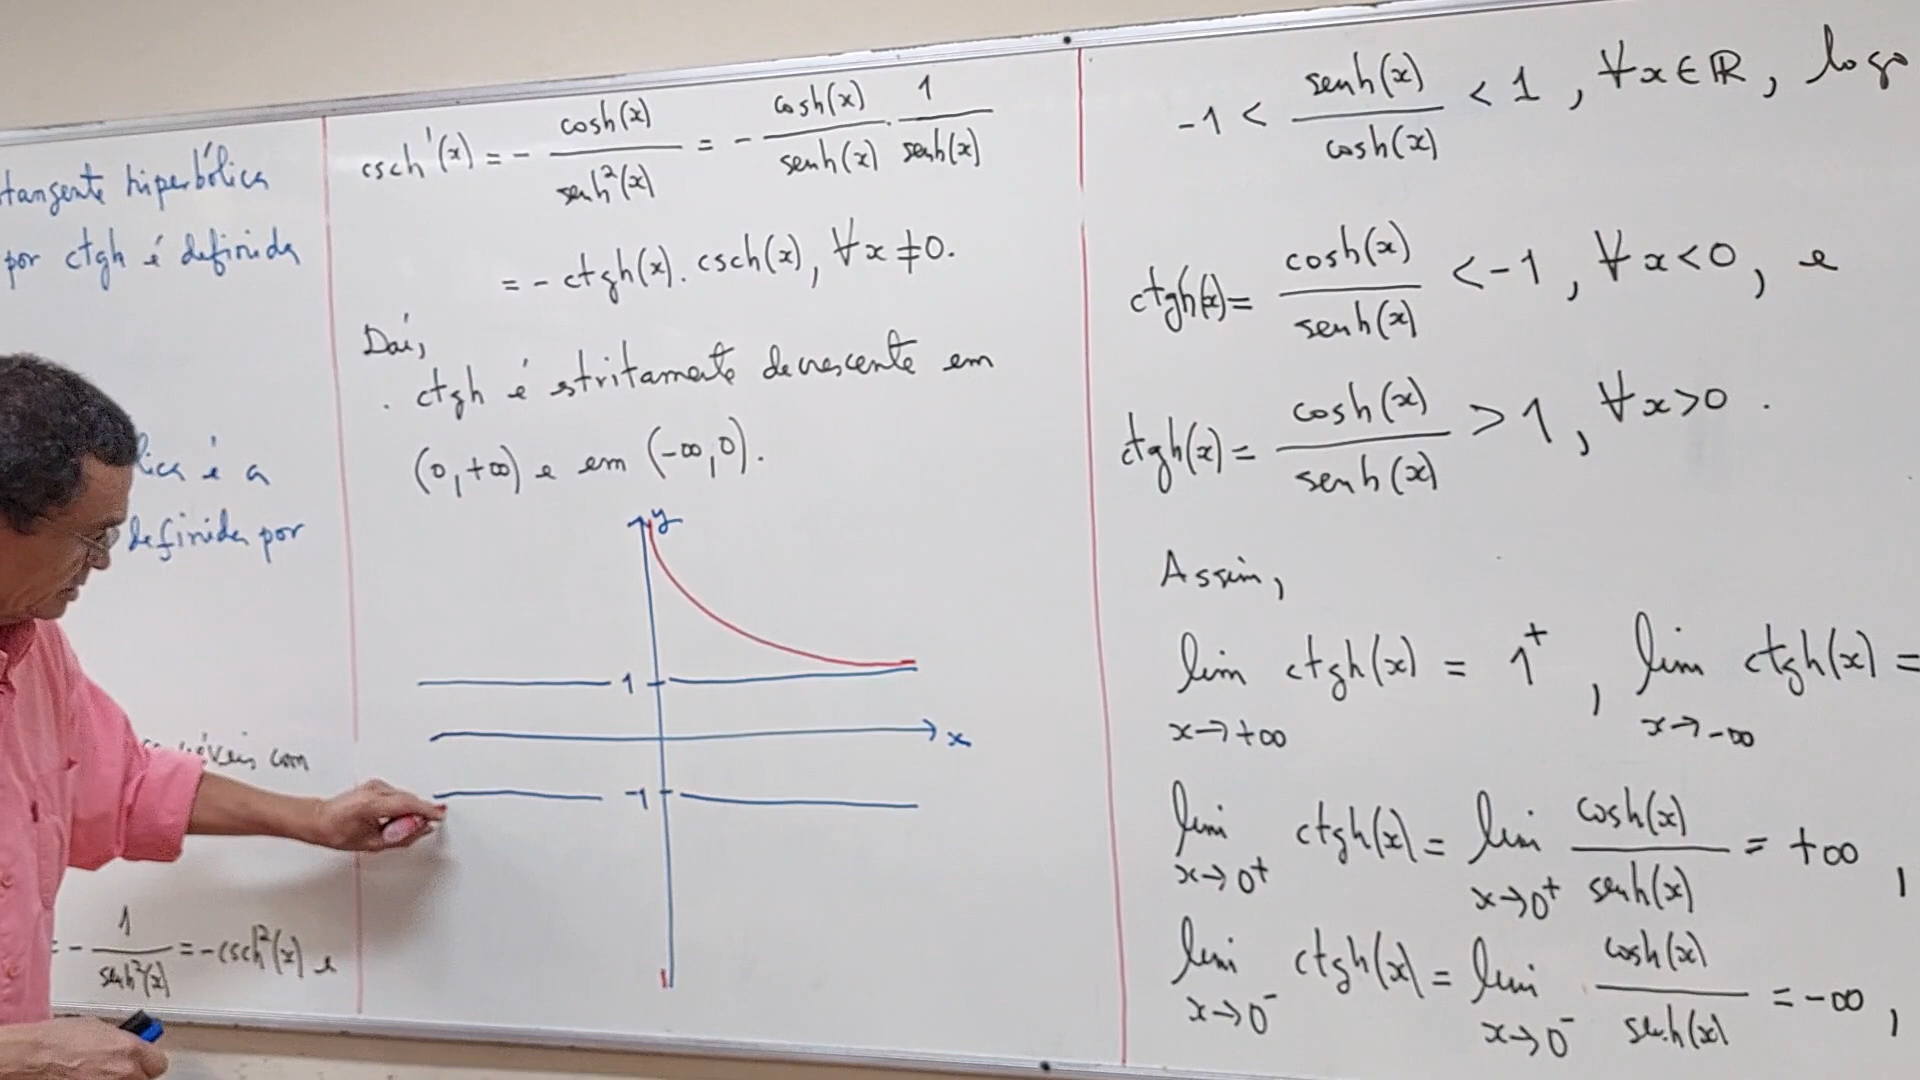 tangente hiperbólica
por ctgh é definida
é a
definida por
com
= - 1/senh²(x) = -csch²(x) e
csch'(x) = - cosh(x)/senh²(x) = - cosh(x)/senh(x) . 1/senh(x)
= - ctgh(x) . csch(x), ∀x ≠ 0.
Daí,
. ctgh é estritamente decrescente em
(0,+∞) e em (-∞,0).
y
1
x
-1
-1 < senh(x)/cosh(x) < 1, ∀x∈ℝ, logo
ctgh(x) = cosh(x)/senh(x) < -1, ∀x<0, e
ctgh(x) = cosh(x)/senh(x) > 1, ∀x>0.
Assim,
lim x→+∞ ctgh(x) = 1⁺, lim x→-∞ ctgh(x) =
lim x→0⁺ ctgh(x) = lim x→0⁺ cosh(x)/senh(x) = +∞,
lim x→0⁻ ctgh(x) = lim x→0⁻ cosh(x)/senh(x) = -∞,